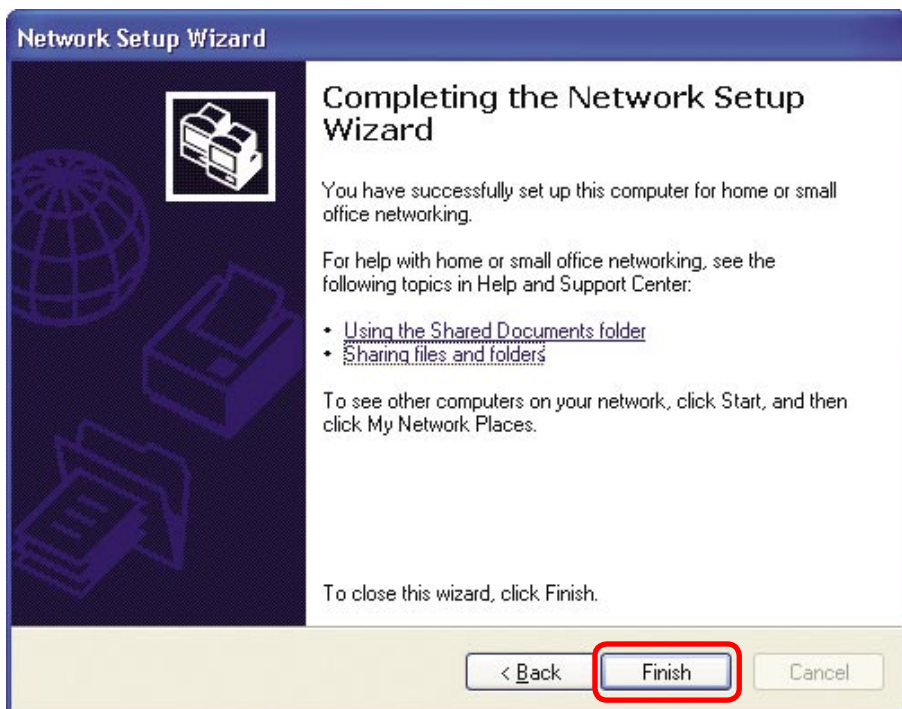 Network Setup Wizard
Completing the Network Setup
Wizard
You have successfully set up this computer for home or small
office networking.
For help with home or small office networking, see the
following topics in Help and Support Center:
• Using the Shared Documents folder
• Sharing files and folders
To see other computers on your network, click Start, and then
click My Network Places.
To close this wizard, click Finish.
< Back
Finish
Cancel